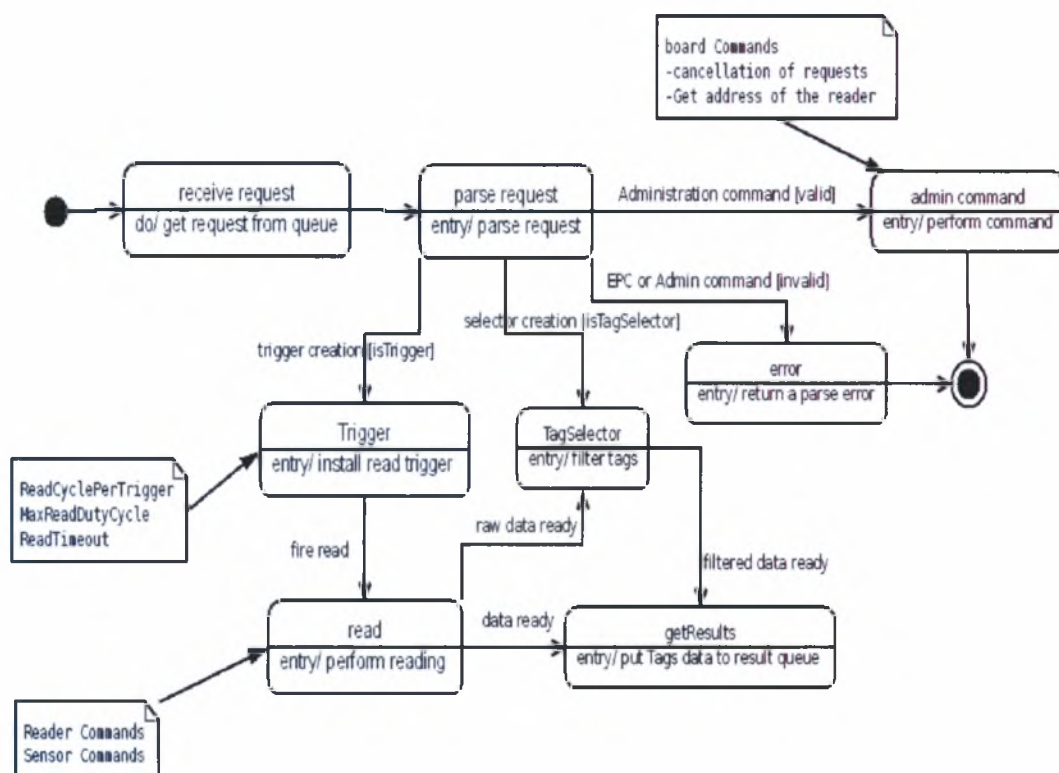 board Commands
-cancellation of requests
-Get address of the reader
receive request
do/ get request from queue
parse request
entry/ parse request
Administration command [valid]
admin command
entry/ perform command
EPC or Admin command [invalid]
selector creation [isTagSelector]
trigger creation [isTrigger]
error
entry/ return a parse error
Trigger
entry/ install read trigger
TagSelector
entry/ filter tags
ReadCyclePerTrigger
MaxReadDutyCycle
ReadTimeout
raw data ready
fire read
filtered data ready
read
entry/ perform reading
data ready
getResults
entry/ put Tags data to result queue
Reader Commands
Sensor Commands